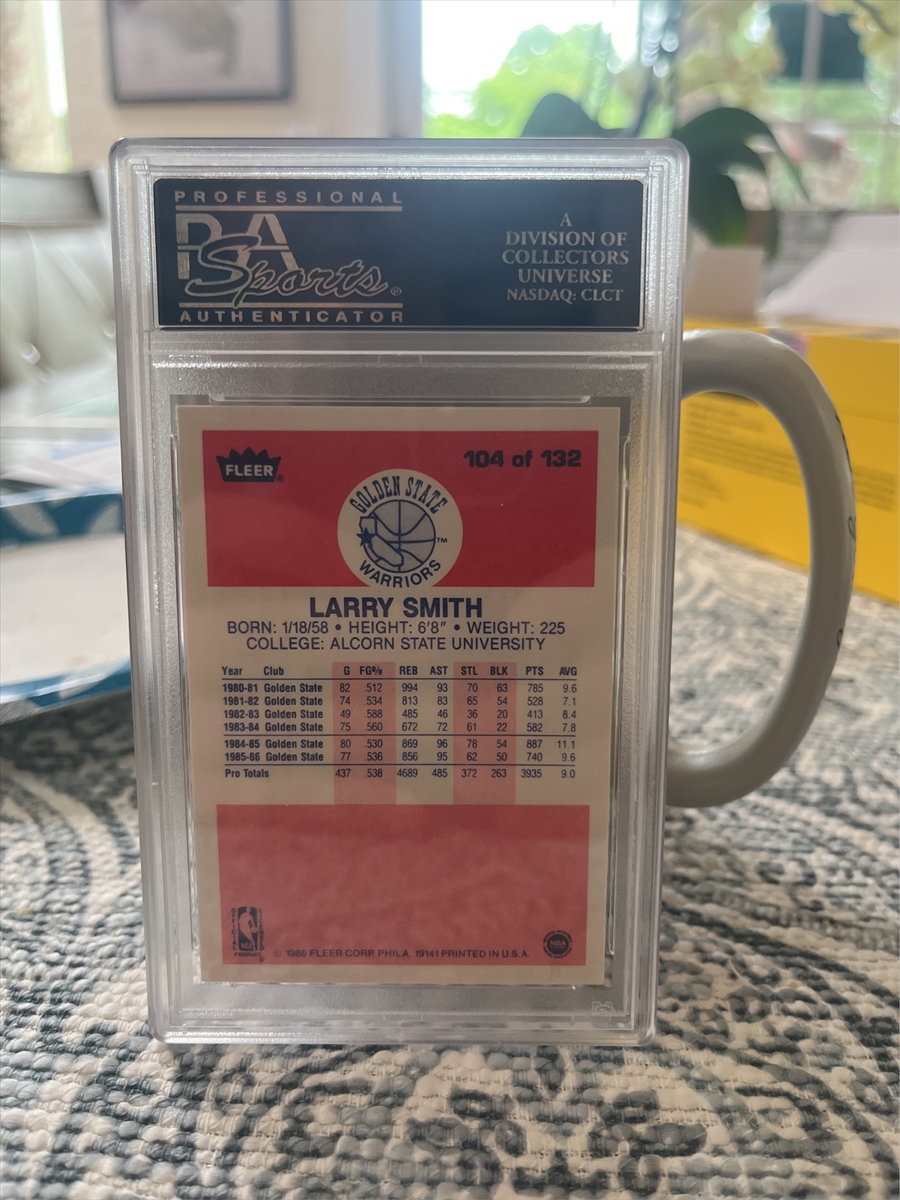 PROFESSIONAL
PSA
Sports®
AUTHENTICATOR
A
DIVISION OF
COLLECTORS
UNIVERSE
NASDAQ: CLCT
FLEER®
104 of 132
GOLDEN STATE
WARRIORS
TM
LARRY SMITH
BORN: 1/18/58 • HEIGHT: 6'8" • WEIGHT: 225
COLLEGE: ALCORN STATE UNIVERSITY
Year Club G FG% REB AST STL BLK PTS AVG
1980-81 Golden State 82 .512 994 93 70 63 785 9.6
1981-82 Golden State 74 .534 813 83 65 54 528 7.1
1982-83 Golden State 49 .588 485 46 36 20 413 8.4
1983-84 Golden State 75 .560 672 72 61 22 582 7.8
1984-85 Golden State 80 .530 869 96 78 54 887 11.1
1985-86 Golden State 77 .536 856 95 62 50 740 9.6
Pro Totals 437 .538 4689 485 372 263 3935 9.0
OFFICIAL
NBA
© 1986 FLEER CORP. PHILA. 19141 PRINTED IN U.S.A.
NBA